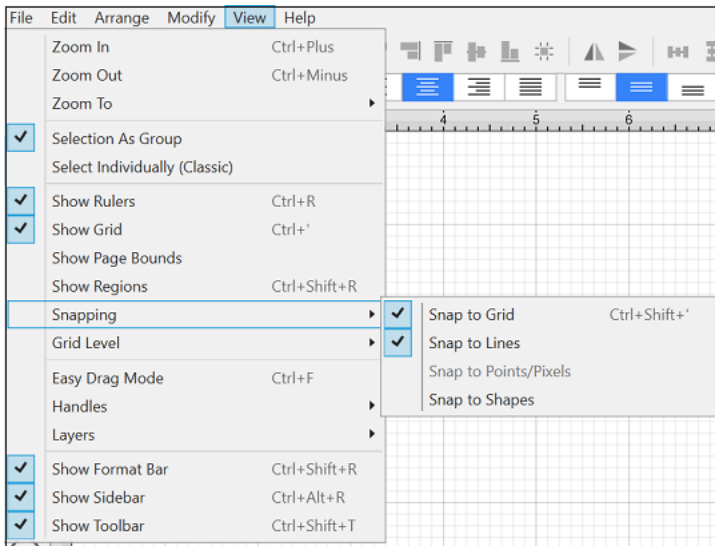 File Edit Arrange Modify View Help
Zoom In Ctrl+Plus
Zoom Out Ctrl+Minus
Zoom To
Selection As Group
Select Individually (Classic)
Show Rulers Ctrl+R
Show Grid Ctrl+'
Show Page Bounds
Show Regions Ctrl+Shift+R
Snapping
Grid Level
Easy Drag Mode Ctrl+F
Handles
Layers
Show Format Bar Ctrl+Shift+R
Show Sidebar Ctrl+Alt+R
Show Toolbar Ctrl+Shift+T
4 5 6
Snap to Grid Ctrl+Shift+'
Snap to Lines
Snap to Points/Pixels
Snap to Shapes